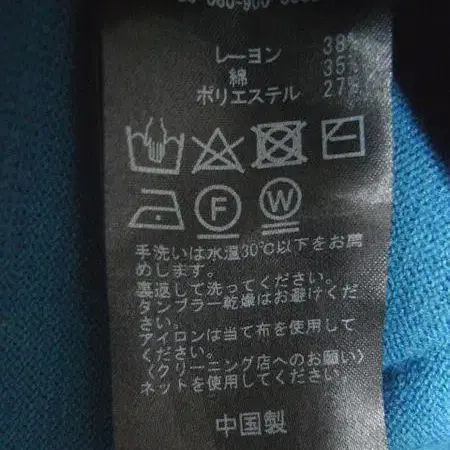 レーヨン 38%
綿 35%
ポリエステル 27%
F W
手洗いは水温30℃以下をお薦
めします。
裏返して洗ってください。
タンブラー乾燥はお避けくだ
さい。
アイロンは当て布を使用して
ください。
〈クリーニング店へのお願い〉
ネットを使用してください。
中国製